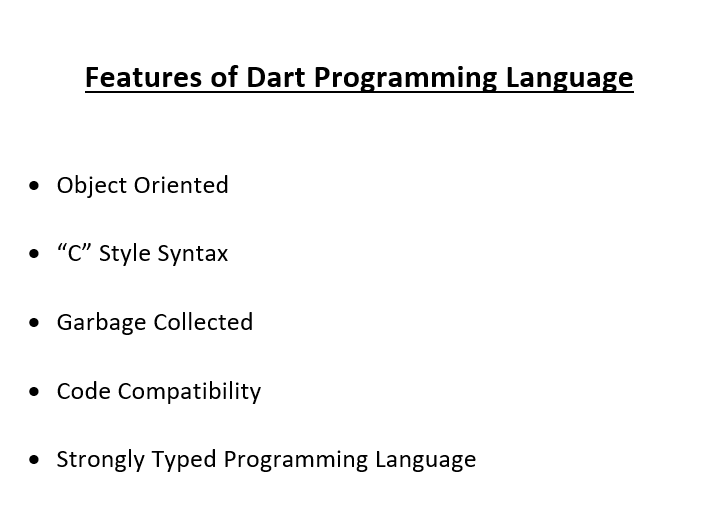 Features of Dart Programming Language
• Object Oriented
• “C” Style Syntax
• Garbage Collected
• Code Compatibility
• Strongly Typed Programming Language